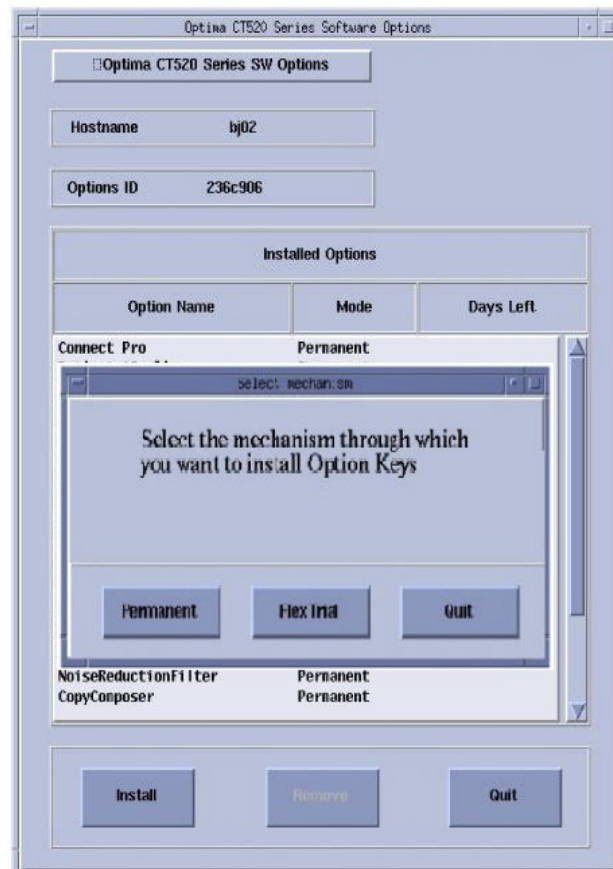 Optima CT520 Series Software Options
Optima CT520 Series SW Options
Hostname bj02
Options ID 236c906
Installed Options
Option Name Mode Days Left
Connect Pro Permanent
Select mechanism
Select the mechanism through which
you want to install Option Keys
Permanent Flex Trial Quit
NoiseReductionFilter Permanent
CopyComposer Permanent
Install Remove Quit